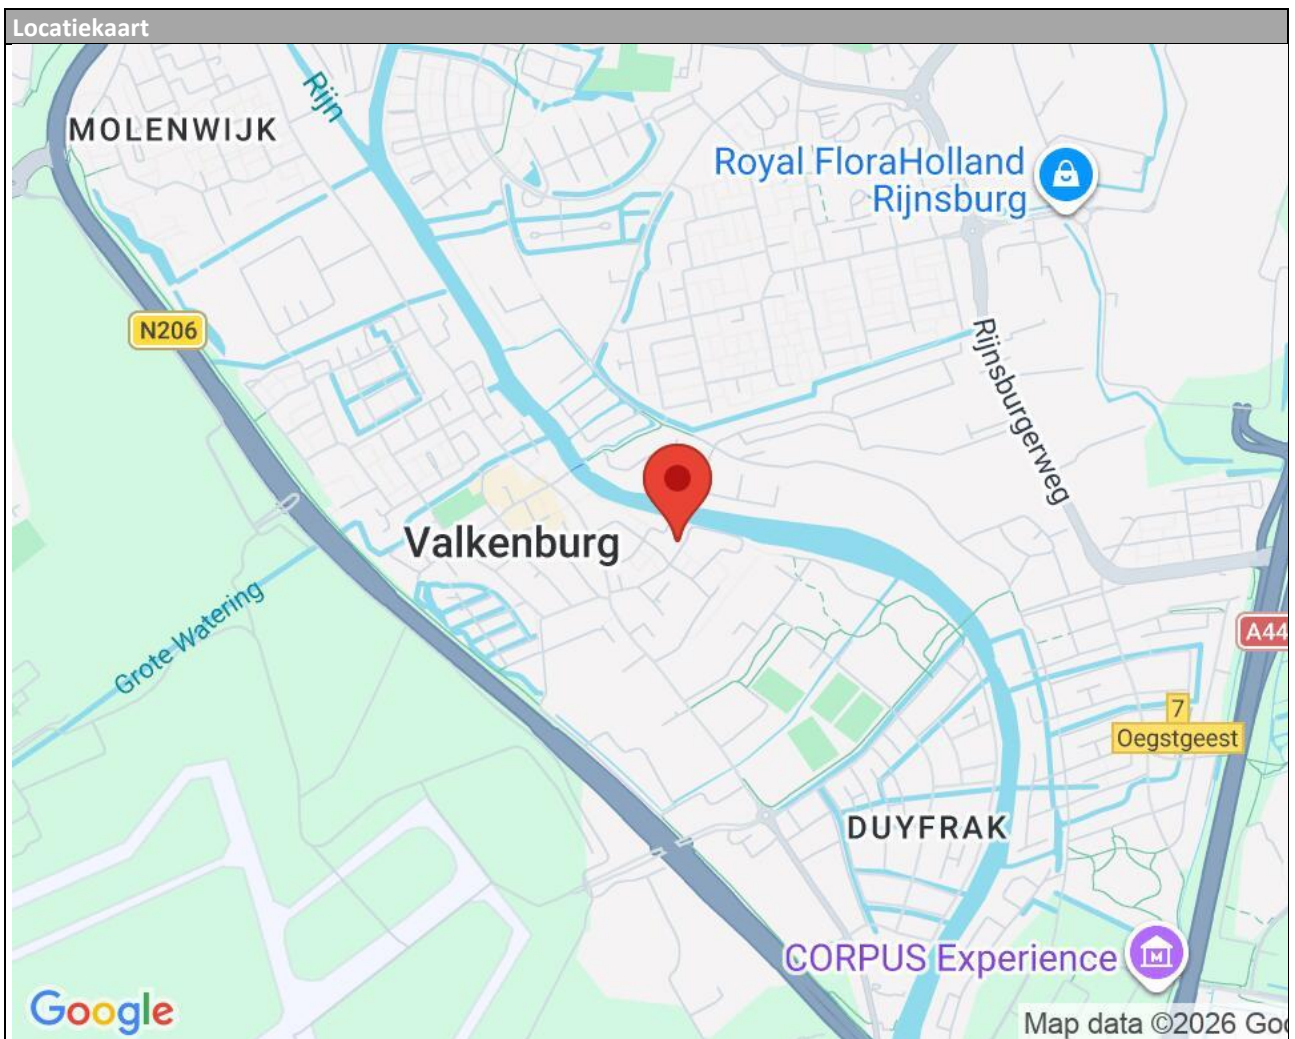 Locatiekaart
Rijn
MOLENWIJK
Royal FloraHolland
Rijnsburg
N206
Rijnsburgerweg
Valkenburg
Grote Watering
A44
7
Oegstgeest
DUYFRAK
CORPUS Experience
M
Google
Map data ©2026 Goo